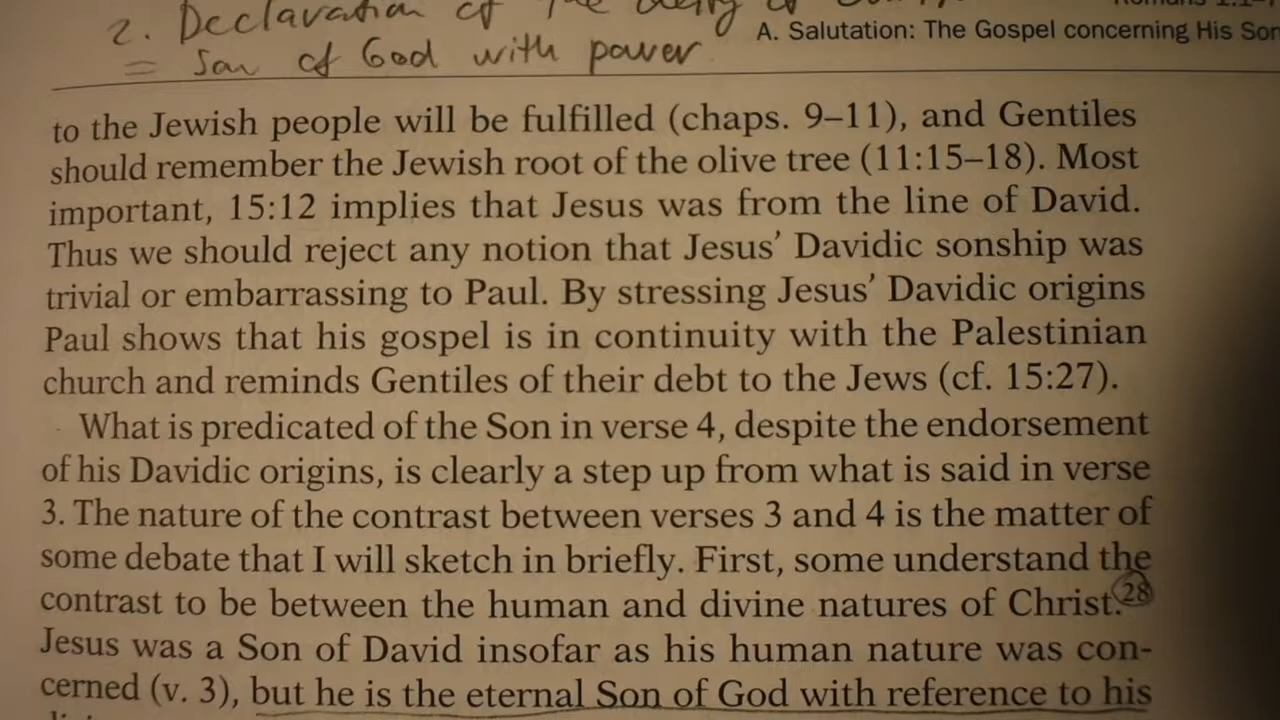 2. Declaration of the deity of
= Son of God with power
Romans 1:1–
A. Salutation: The Gospel concerning His Son
to the Jewish people will be fulfilled (chaps. 9–11), and Gentiles
should remember the Jewish root of the olive tree (11:15–18). Most
important, 15:12 implies that Jesus was from the line of David.
Thus we should reject any notion that Jesus’ Davidic sonship was
trivial or embarrassing to Paul. By stressing Jesus’ Davidic origins
Paul shows that his gospel is in continuity with the Palestinian
church and reminds Gentiles of their debt to the Jews (cf. 15:27).
What is predicated of the Son in verse 4, despite the endorsement
of his Davidic origins, is clearly a step up from what is said in verse
3. The nature of the contrast between verses 3 and 4 is the matter of
some debate that I will sketch in briefly. First, some understand the
contrast to be between the human and divine natures of Christ.28
Jesus was a Son of David insofar as his human nature was con-
cerned (v. 3), but he is the eternal Son of God with reference to his